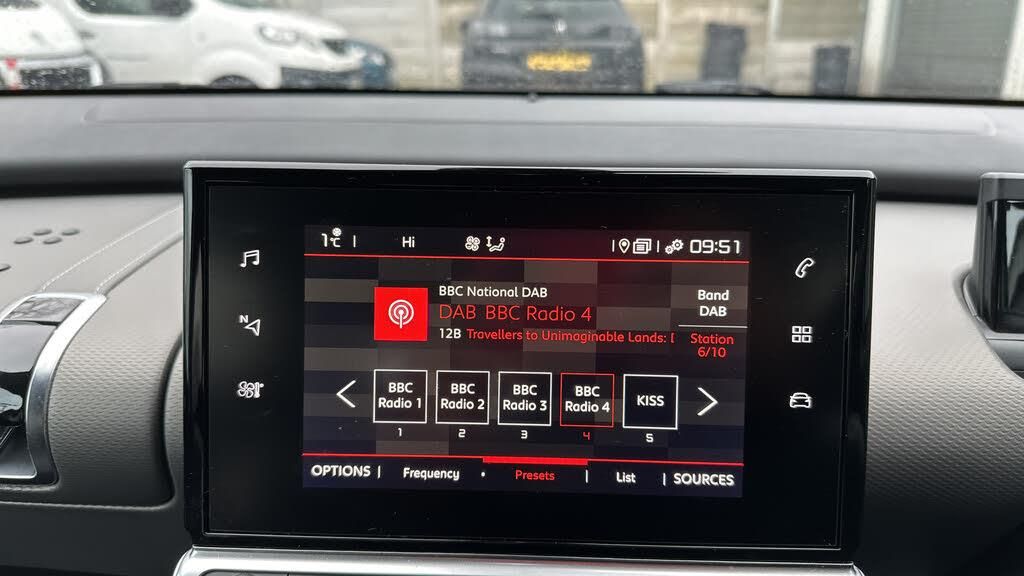 1°C | Hi 09:51
BBC National DAB
DAB BBC Radio 4
12B Travellers to Unimaginable Lands: [
Band
DAB
Station
6/10
BBC
Radio 1
BBC
Radio 2
BBC
Radio 3
BBC
Radio 4
KISS
1 2 3 4 5
OPTIONS | Frequency • Presets | List | SOURCES
N